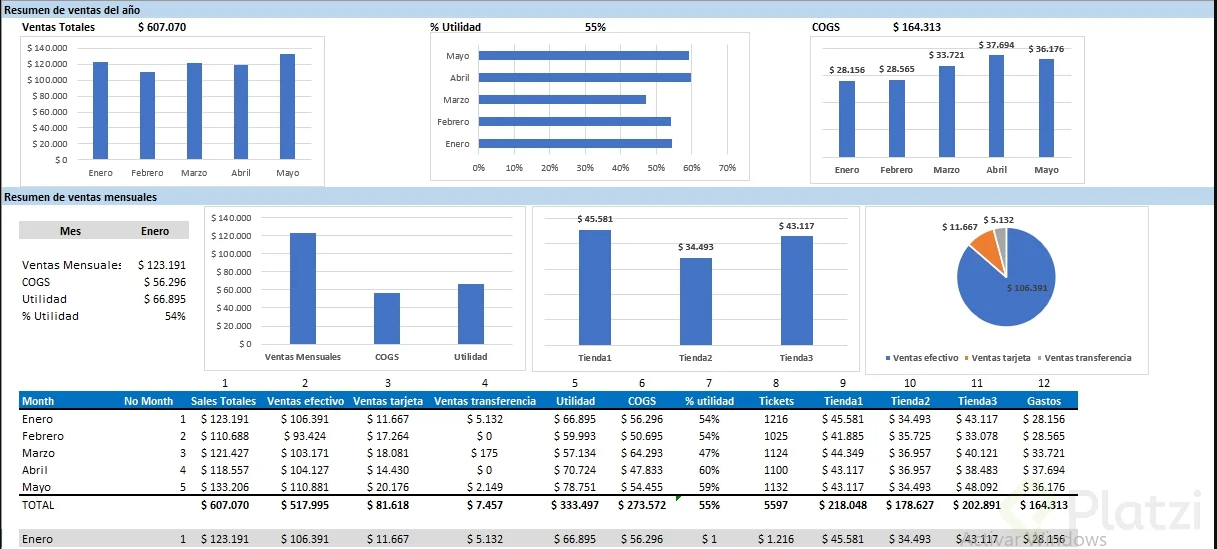 Resumen de ventas del año
Ventas Totales $ 607.070 % Utilidad 55% COGS $ 164.313
$ 140.000
$ 120.000
$ 100.000
$ 80.000
$ 60.000
$ 40.000
$ 20.000
$ 0
Enero Febrero Marzo Abril Mayo
Mayo
Abril
Marzo
Febrero
Enero
0% 10% 20% 30% 40% 50% 60% 70%
$ 28.156 $ 28.565 $ 33.721 $ 37.694 $ 36.176
Enero Febrero Marzo Abril Mayo
Resumen de ventas mensuales
Mes Enero
Ventas Mensuales $ 123.191
COGS $ 56.296
Utilidad $ 66.895
% Utilidad 54%
$ 140.000
$ 120.000
$ 100.000
$ 80.000
$ 60.000
$ 40.000
$ 20.000
$ 0
Ventas Mensuales COGS Utilidad
$ 45.581 $ 34.493 $ 43.117
Tienda1 Tienda2 Tienda3
$ 11.667 $ 5.132
$ 106.391
Ventas efectivo Ventas tarjeta Ventas transferencia
1 2 3 4 5 6 7 8 9 10 11 12
Month No Month Sales Totales Ventas efectivo Ventas tarjeta Ventas transferencia Utilidad COGS % utilidad Tickets Tienda1 Tienda2 Tienda3 Gastos
Enero 1 $ 123.191 $ 106.391 $ 11.667 $ 5.132 $ 66.895 $ 56.296 54% 1216 $ 45.581 $ 34.493 $ 43.117 $ 28.156
Febrero 2 $ 110.688 $ 93.424 $ 17.264 $ 0 $ 59.993 $ 50.695 54% 1025 $ 41.885 $ 35.725 $ 33.078 $ 28.565
Marzo 3 $ 121.427 $ 103.171 $ 18.081 $ 175 $ 57.134 $ 64.293 47% 1124 $ 44.349 $ 36.957 $ 40.121 $ 33.721
Abril 4 $ 118.557 $ 104.127 $ 14.430 $ 0 $ 70.724 $ 47.833 60% 1100 $ 43.117 $ 36.957 $ 38.483 $ 37.694
Mayo 5 $ 133.206 $ 110.881 $ 20.176 $ 2.149 $ 78.751 $ 54.455 59% 1132 $ 43.117 $ 34.493 $ 48.092 $ 36.176
TOTAL $ 607.070 $ 517.995 $ 81.618 $ 7.457 $ 333.497 $ 273.572 55% 5597 $ 218.048 $ 178.627 $ 202.891 $ 164.313
Platzi
Enero 1 $ 123.191 $ 106.391 $ 11.667 $ 5.132 $ 66.895 $ 56.296 $ 1 $ 1.216 $ 45.581 $ 34.493 $ 43.117 $ 28.156
Activar Windows